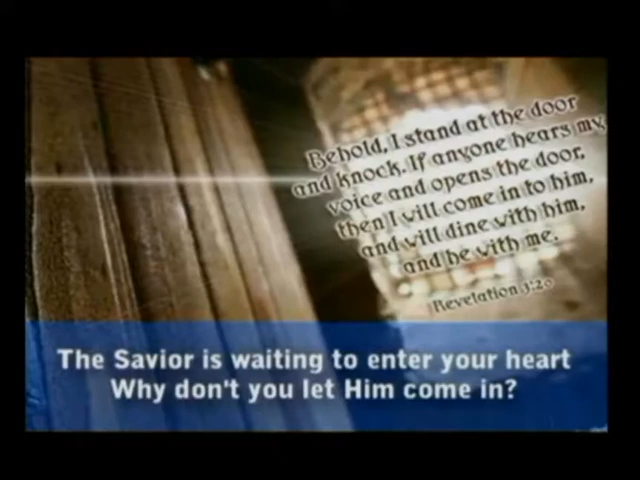 Behold, I stand at the door
and knock. If anyone hears my
voice and opens the door,
then I will come in to him,
and will dine with him,
and he with me.
Revelation 3:20
The Savior is waiting to enter your heart
Why don't you let Him come in?